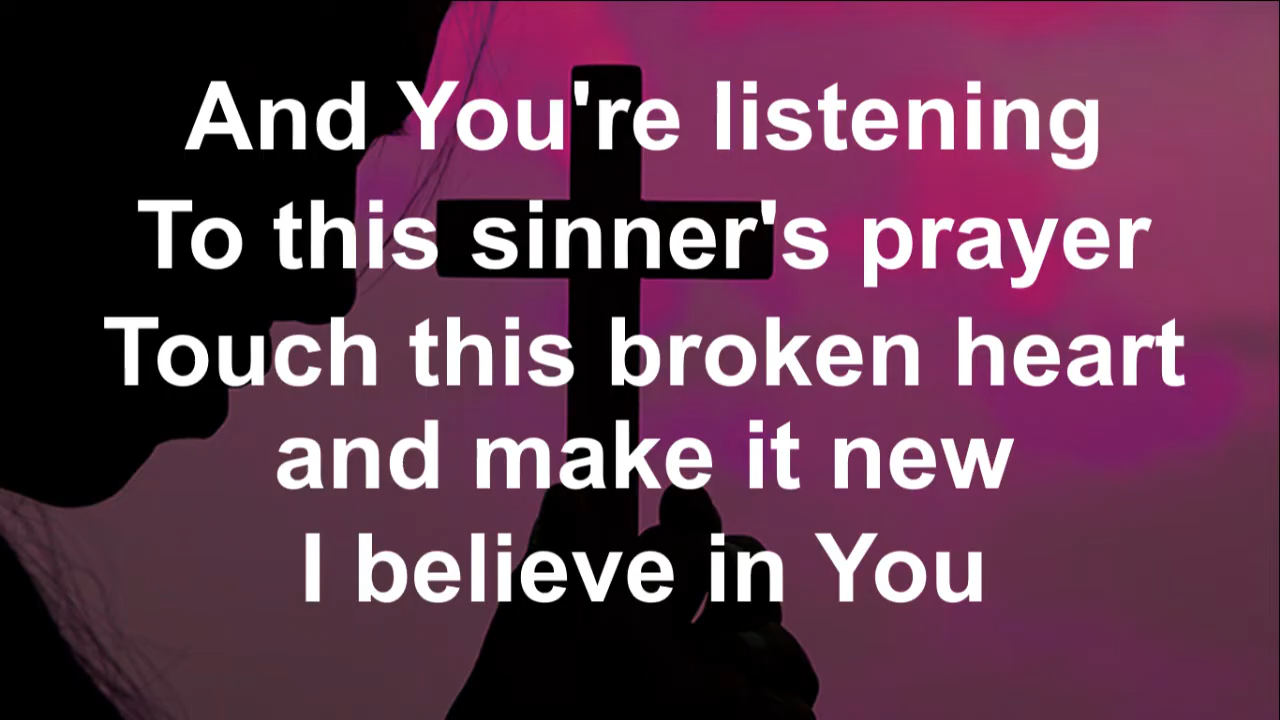 And You're listening
To this sinner's prayer
Touch this broken heart
and make it new
I believe in You